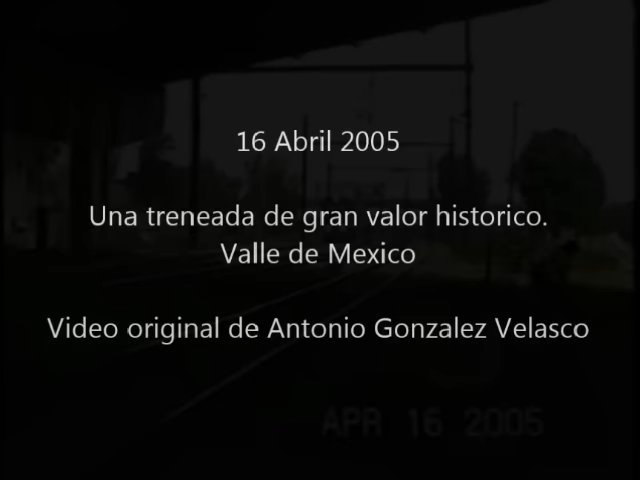 16 Abril 2005
Una treneada de gran valor historico.
Valle de Mexico
Video original de Antonio Gonzalez Velasco
APR 16 2005